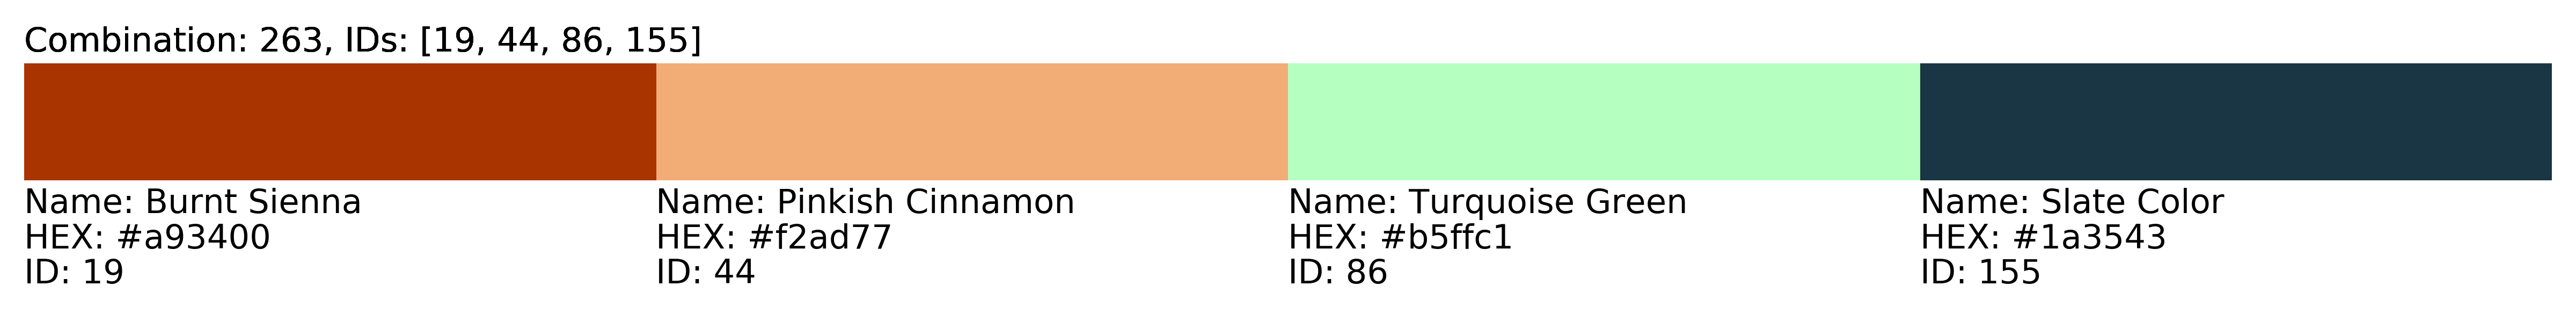 Combination: 263, IDs: [19, 44, 86, 155]
Name: Burnt Sienna
HEX: #a93400
ID: 19
Name: Pinkish Cinnamon
HEX: #f2ad77
ID: 44
Name: Turquoise Green
HEX: #b5ffc1
ID: 86
Name: Slate Color
HEX: #1a3543
ID: 155